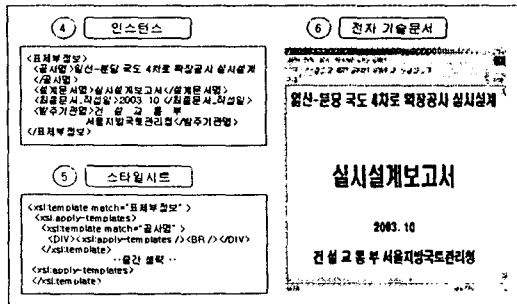 ④ 인스턴스
<표제부정보>
<공사명>일산-분당 국도 4차로 확장공사 실시설계
</공사명>
<설계문서명>실시설계보고서</설계문서명>
<최종문서_작성일>2003. 10 </최종문서_작성일>
<발주기관명>건 설 교 통 부
서울지방국토관리청</발주기관명>
</표제부정보>
⑤ 스타일시트
<xsl:template match="표제부정보" >
<xsl:apply-templates>
<xsl:template match="공사명" >
<DIV><xsl:apply-templates /><BR /></DIV>
</xsl:template>
··중간 생략 ··
<xsl:apply-templates>
</xsl:template>
⑥ 전자 기술문서
일산-분당 국도 4차로 확장공사 실시설계
실시설계보고서
2003. 10
건 설 교 통 부 서울지방국토관리청